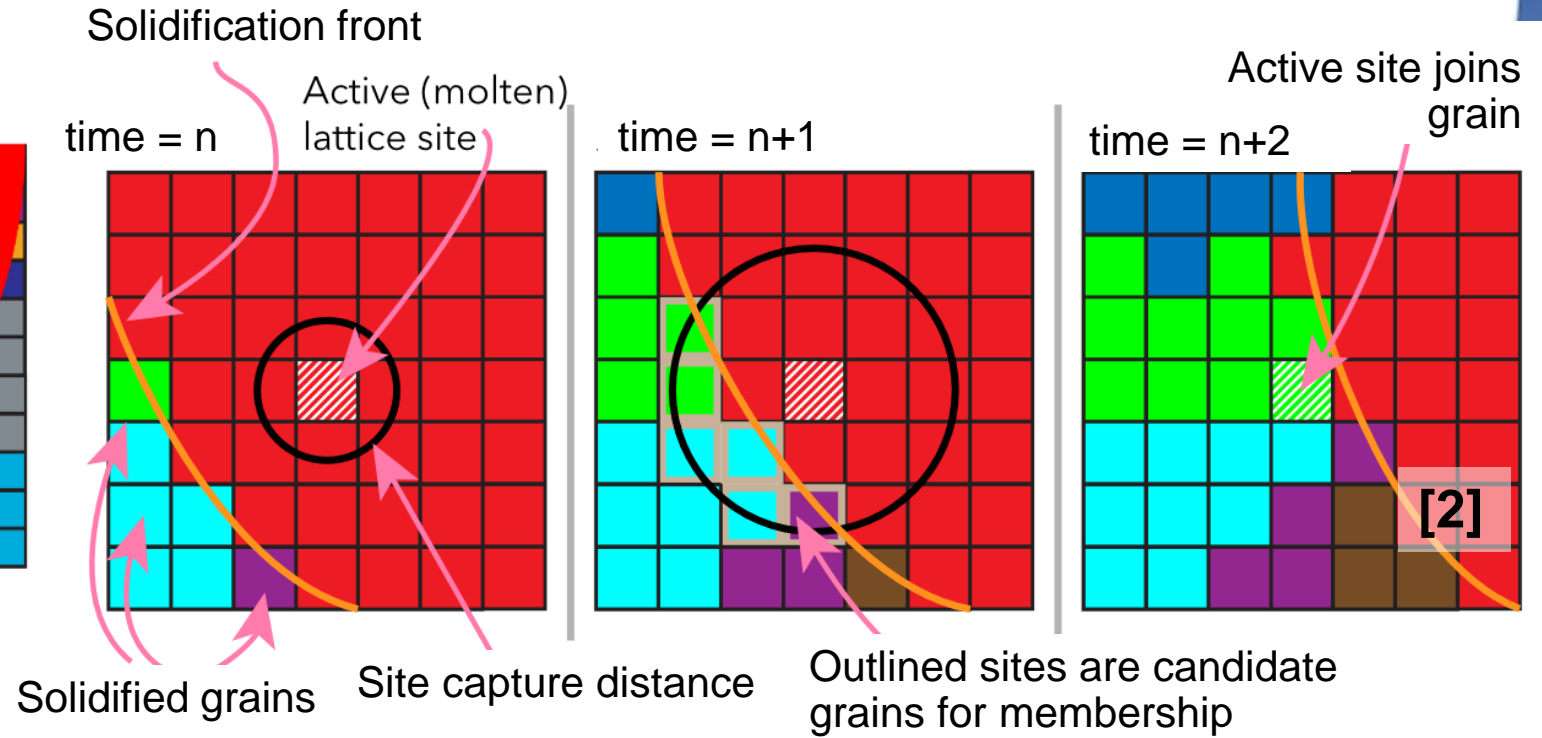 Solidification front
Active (molten)
lattice site
Active site joins
grain
time = n
time = n+1
time = n+2
[2]
Solidified grains
Site capture distance
Outlined sites are candidate
grains for membership